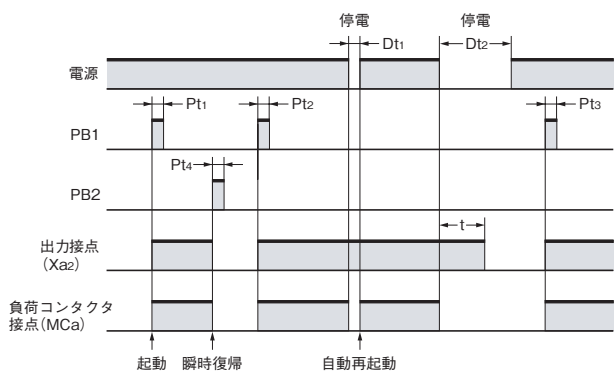 停電
停電
Dt1
Dt2
電源
Pt1
Pt2
Pt3
PB1
Pt4
PB2
t
出力接点
(Xa2)
負荷コンタクタ
接点(MCa)
起動
瞬時復帰
自動再起動